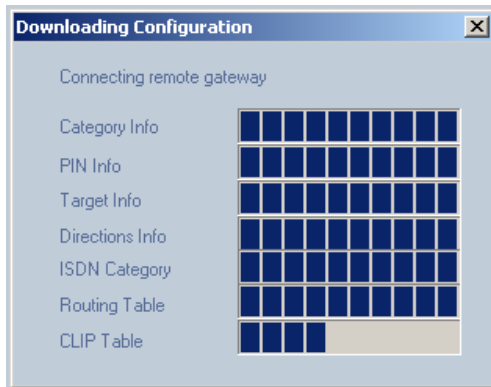 Downloading Configuration
Connecting remote gateway
Category Info
PIN Info
Target Info
Directions Info
ISDN Category
Routing Table
CLIP Table